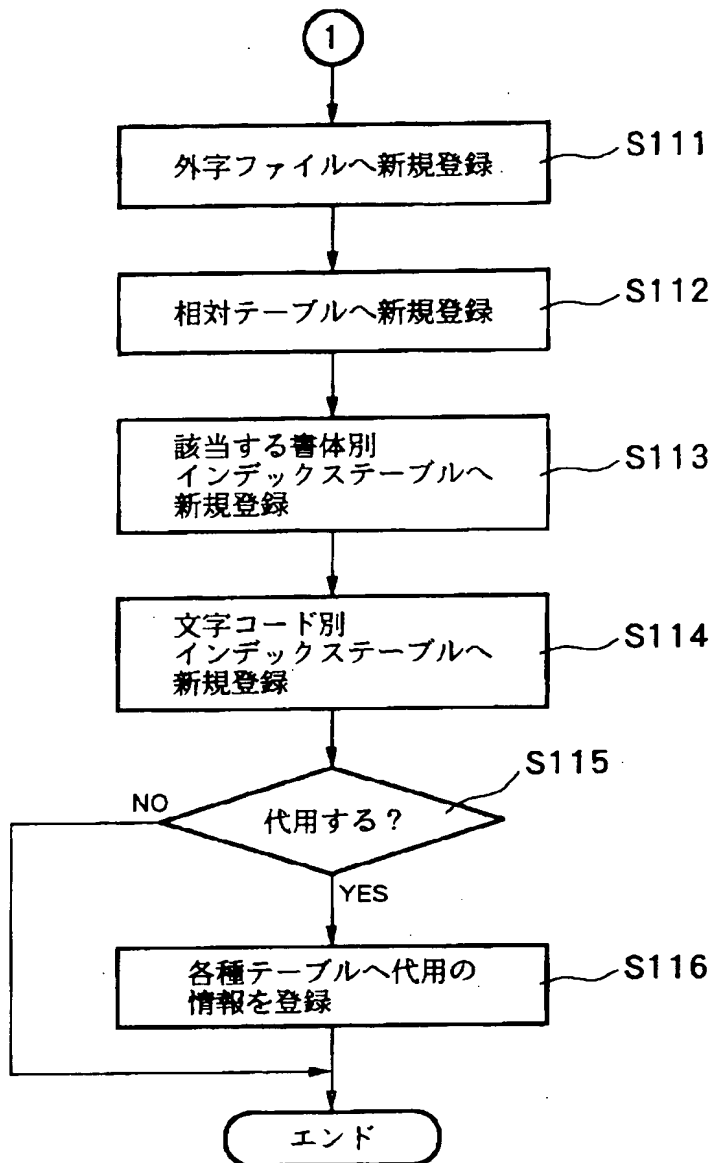 1
外字ファイルへ新規登録
S111
相対テーブルへ新規登録
S112
該当する書体別
インデックステーブルへ
新規登録
S113
文字コード別
インデックステーブルへ
新規登録
S114
代用する？
S115
NO
YES
各種テーブルへ代用の
情報を登録
S116
エンド